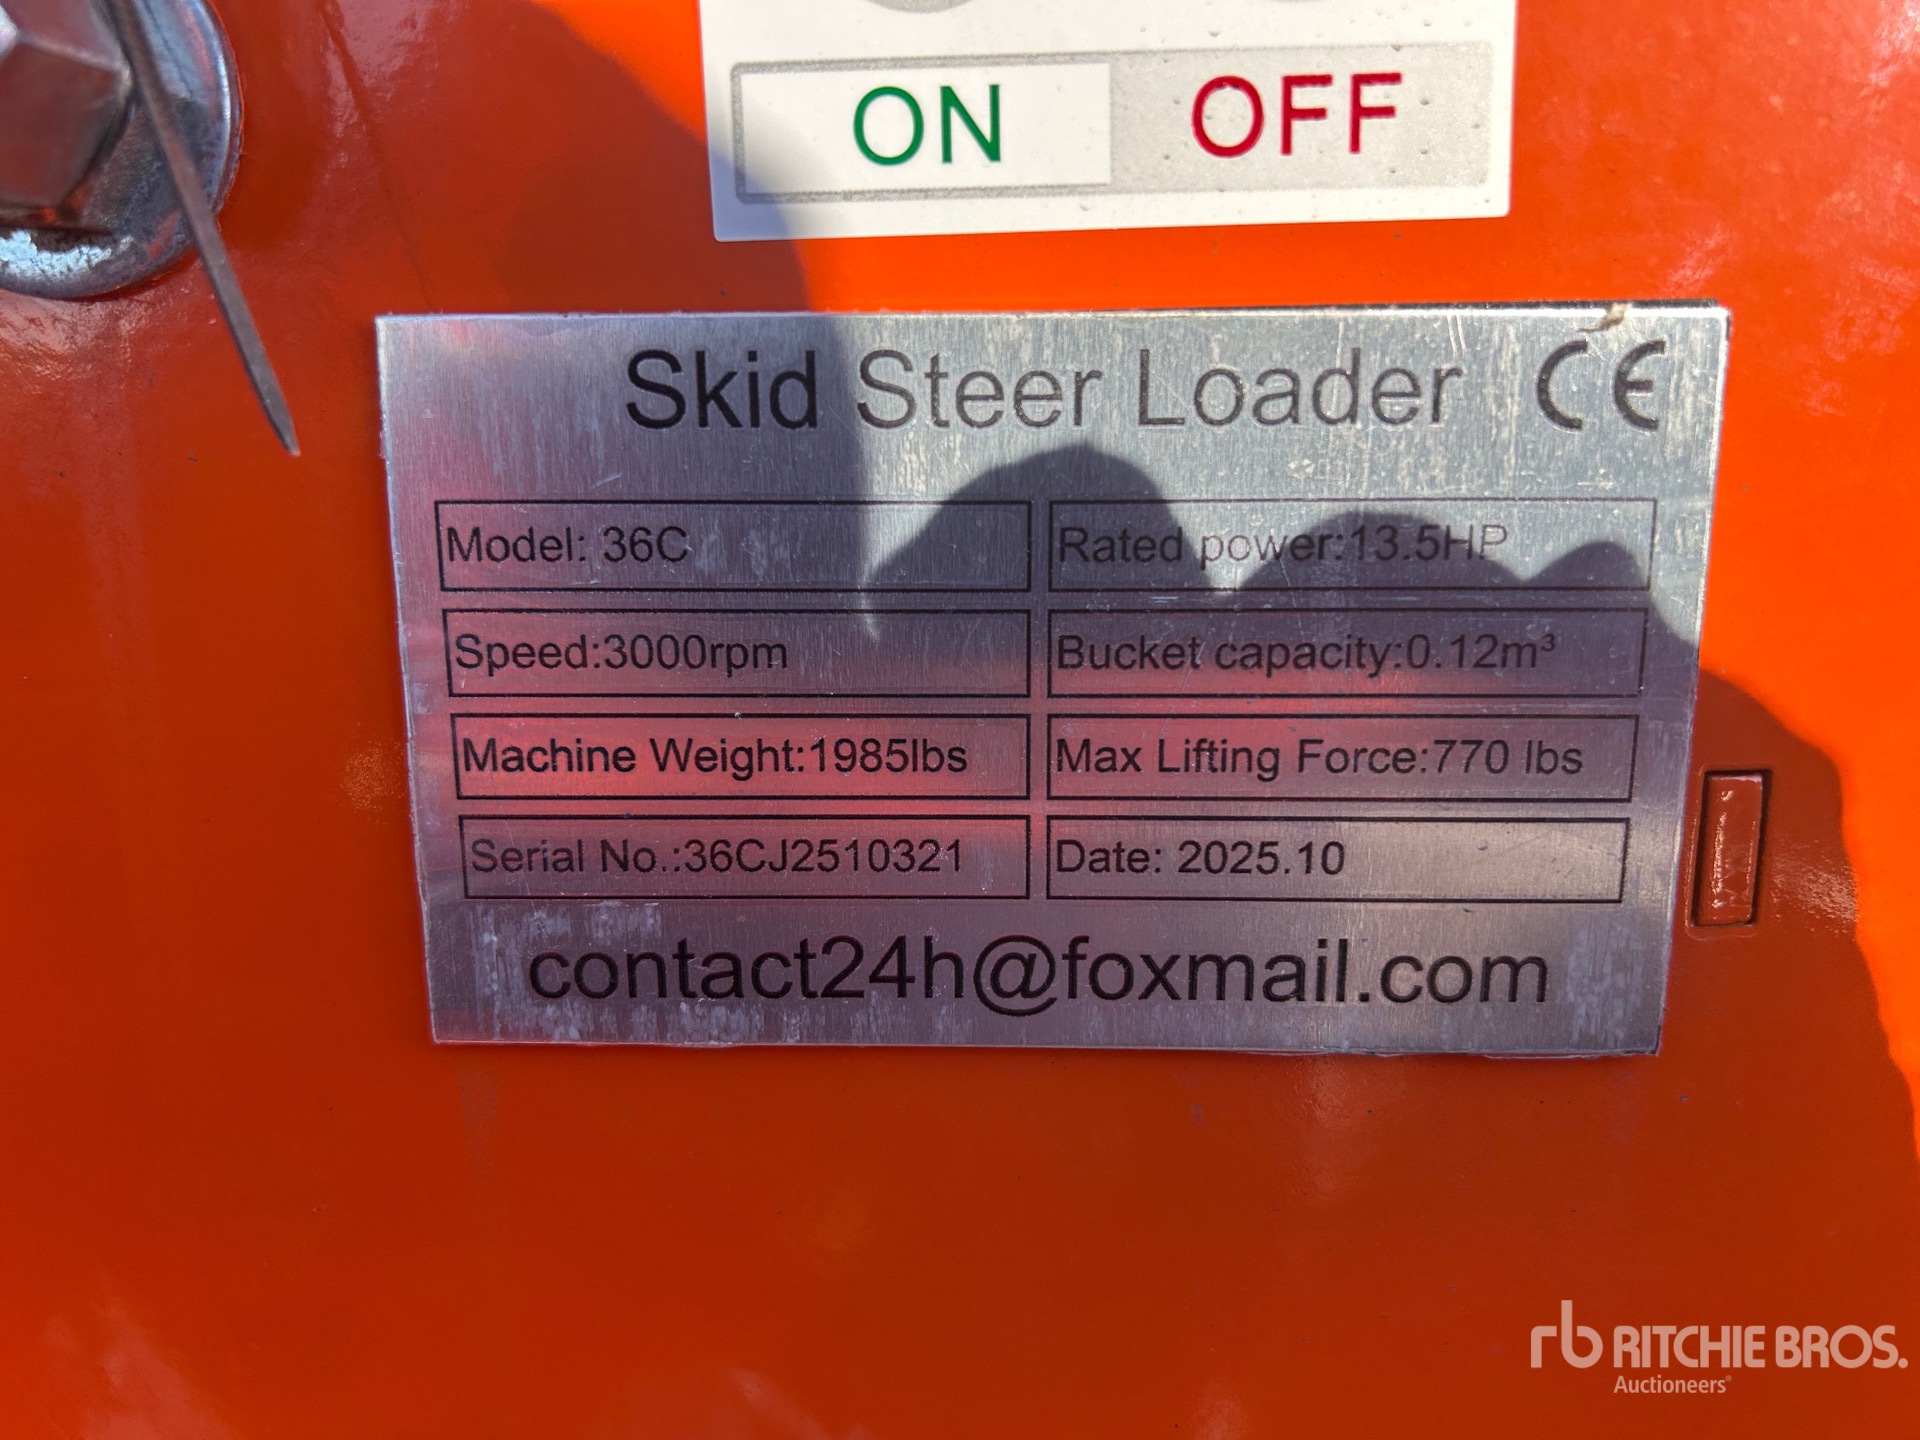 ON OFF
Skid Steer Loader CE
Model: 36C
Rated power:13.5HP
Speed:3000rpm
Bucket capacity:0.12m³
Machine Weight:1985lbs
Max Lifting Force:770 lbs
Serial No.:36CJ2510321
Date: 2025.10
contact24h@foxmail.com
rb RITCHIE BROS.
Auctioneers®